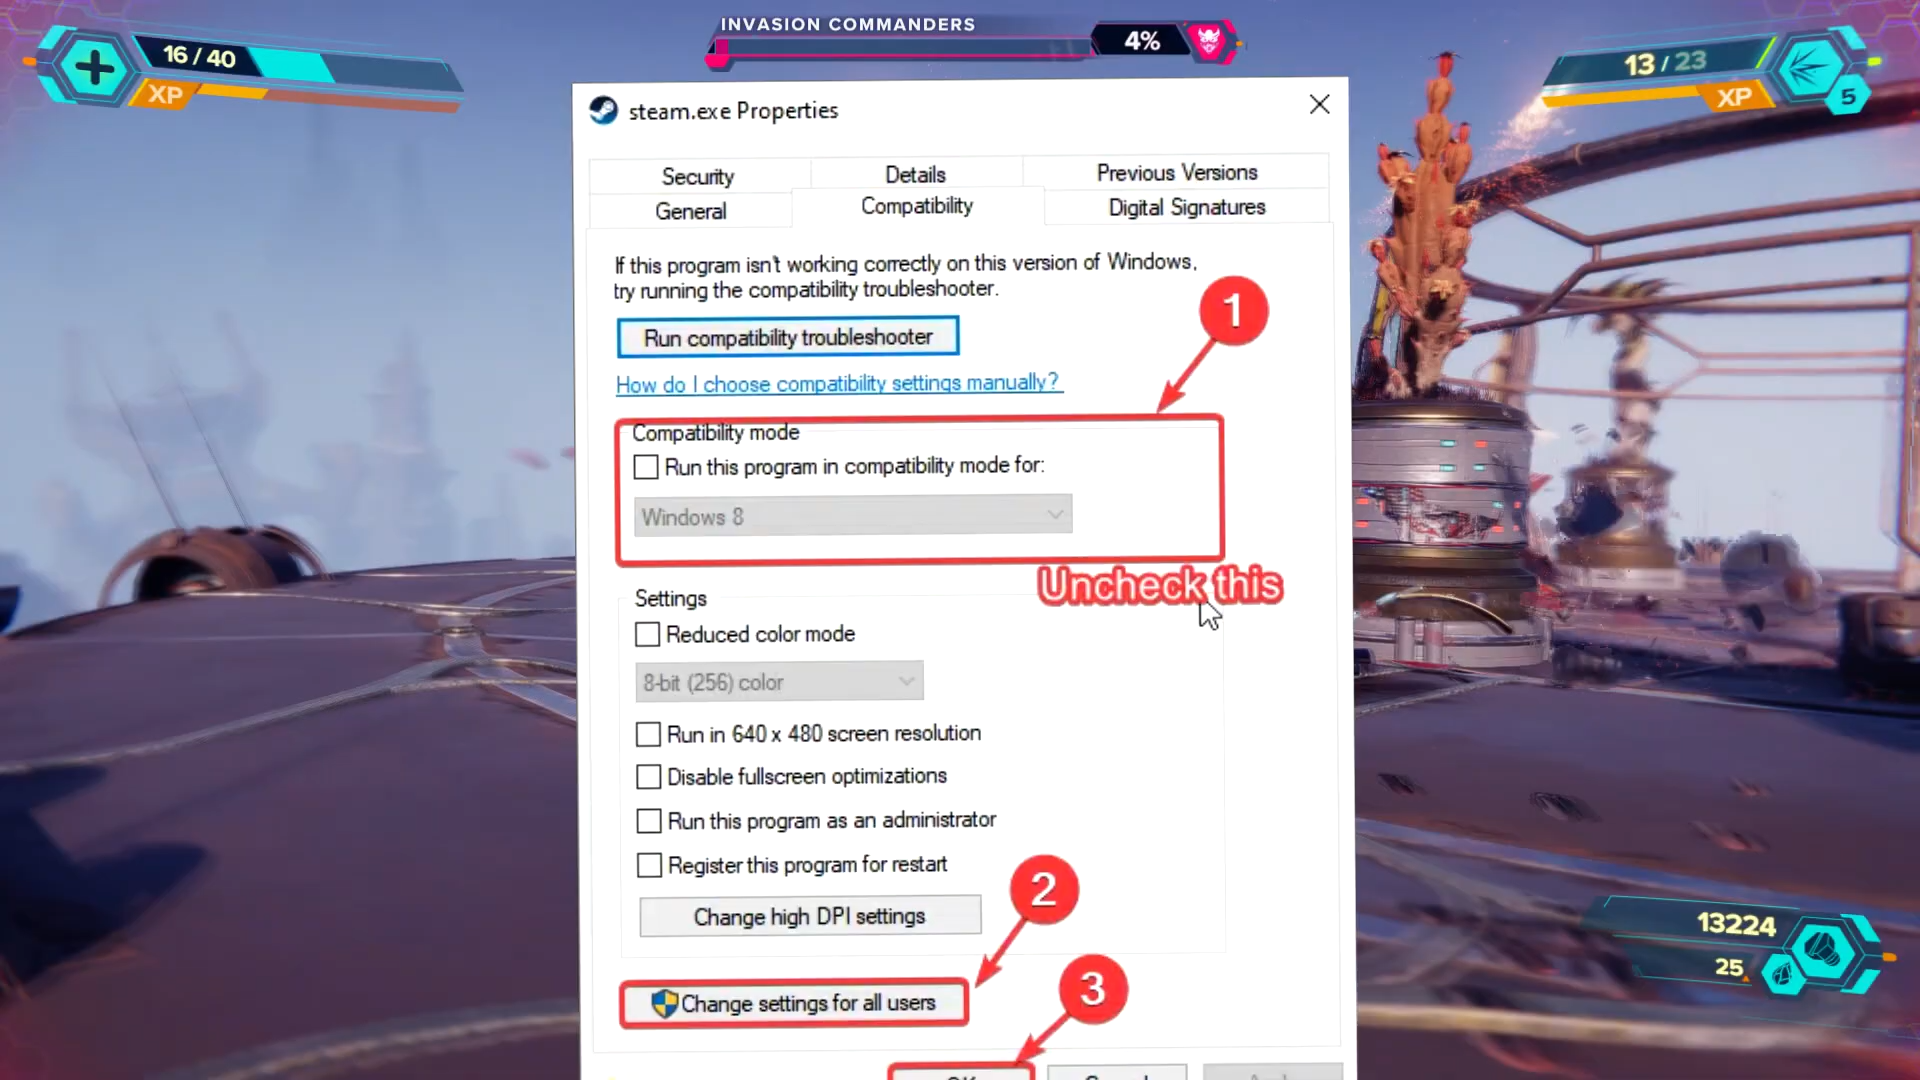 INVASION COMMANDERS
4%
16 / 40
XP
13 / 23
XP
5
steam.exe Properties
Security
Details
Previous Versions
General
Compatibility
Digital Signatures
If this program isn't working correctly on this version of Windows,
try running the compatibility troubleshooter.
Run compatibility troubleshooter
How do I choose compatibility settings manually?
1
Compatibility mode
Run this program in compatibility mode for:
Windows 8
Uncheck this
Settings
Reduced color mode
8-bit (256) color
Run in 640 x 480 screen resolution
Disable fullscreen optimizations
Run this program as an administrator
Register this program for restart
2
Change high DPI settings
13224
25
Change settings for all users
3